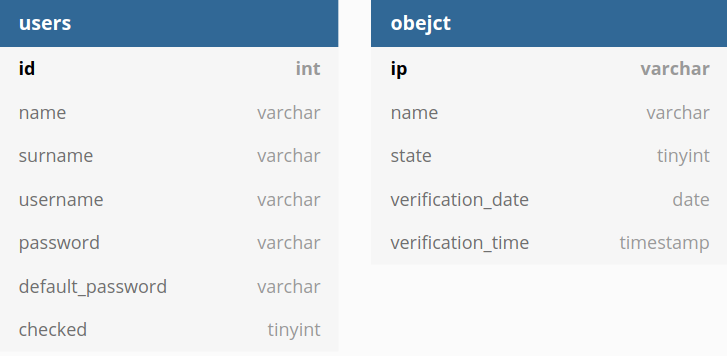 users
id int
name varchar
surname varchar
username varchar
password varchar
default_password varchar
checked tinyint
obejct
ip varchar
name varchar
state tinyint
verification_date date
verification_time timestamp